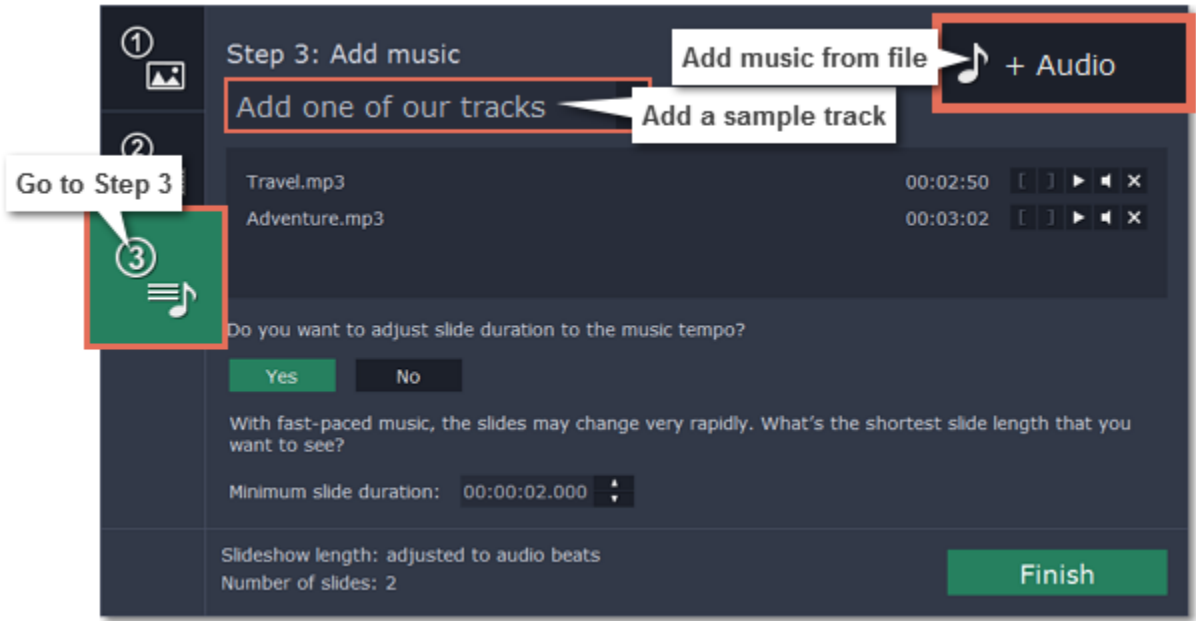 1
Step 3: Add music
Add music from file
+ Audio
Add one of our tracks
Add a sample track
2
Go to Step 3
Travel.mp3 00:02:50 [ ]
Adventure.mp3 00:03:02 [ ]
3
Do you want to adjust slide duration to the music tempo?
Yes No
With fast-paced music, the slides may change very rapidly. What's the shortest slide length that you
want to see?
Minimum slide duration: 00:00:02.000
Slideshow length: adjusted to audio beats
Number of slides: 2
Finish